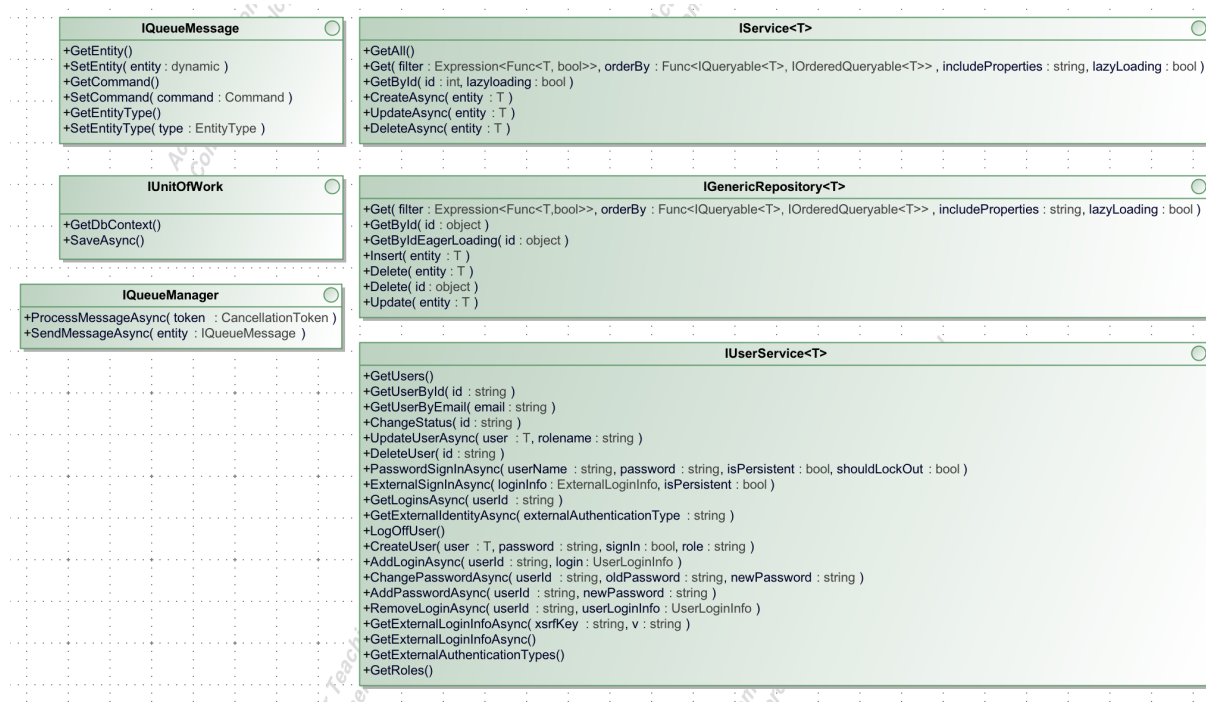 IQueueMessage
+GetEntity()
+SetEntity( entity : dynamic )
+GetCommand()
+SetCommand( command : Command )
+GetEntityType()
+SetEntityType( type : EntityType )
IService<T>
+GetAll()
+Get( filter : Expression<Func<T, bool>>, orderBy : Func<IQueryable<T>, IOrderedQueryable<T>> , includeProperties : string, lazyLoading : bool )
+GetById( id : int, lazyloading : bool )
+CreateAsync( entity : T )
+UpdateAsync( entity : T )
+DeleteAsync( entity : T )
IUnitOfWork
+GetDbContext()
+SaveAsync()
IGenericRepository<T>
+Get( filter : Expression<Func<T,bool>>, orderBy : Func<IQueryable<T>, IOrderedQueryable<T>> , includeProperties : string, lazyLoading : bool )
+GetById( id : object )
+GetByIdEagerLoading( id : object )
+Insert( entity : T )
+Delete( entity : T )
+Delete( id : object )
+Update( entity : T )
IQueueManager
+ProcessMessageAsync( token : CancellationToken )
+SendMessageAsync( entity : IQueueMessage )
IUserService<T>
+GetUsers()
+GetUserById( id : string )
+GetUserByEmail( email : string )
+ChangeStatus( id : string )
+UpdateUserAsync( user : T, rolename : string )
+DeleteUser( id : string )
+PasswordSignInAsync( userName : string, password : string, isPersistent : bool, shouldLockOut : bool )
+ExternalSignInAsync( loginInfo : ExternalLoginInfo, isPersistent : bool )
+GetLoginsAsync( userId : string )
+GetExternalIdentityAsync( externalAuthenticationType : string )
+LogOffUser()
+CreateUser( user : T, password : string, signIn : bool, role : string )
+AddLoginAsync( userId : string, login : UserLoginInfo )
+ChangePasswordAsync( userId : string, oldPassword : string, newPassword : string )
+AddPasswordAsync( userId : string, newPassword : string )
+RemoveLoginAsync( userId : string, userLoginInfo : UserLoginInfo )
+GetExternalLoginInfoAsync( xsrfKey : string, v : string )
+GetExternalLoginInfoAsync()
+GetExternalAuthenticationTypes()
+GetRoles()